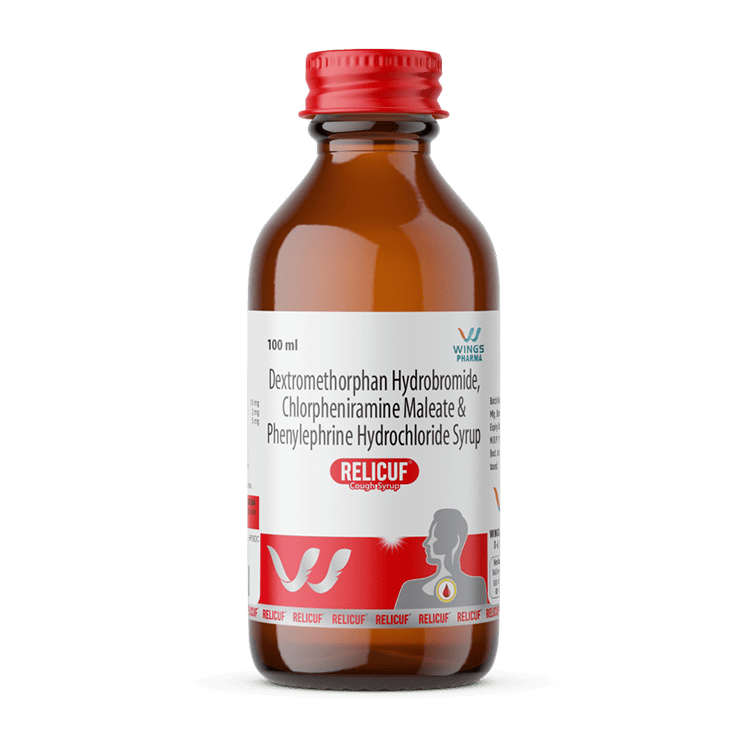 100 ml
WINGS
PHARMA
Dextromethorphan Hydrobromide,
Chlorpheniramine Maleate &
Phenylephrine Hydrochloride Syrup
RELICUF®
Cough Syrup
RELICUF RELICUF RELICUF RELICUF RELICUF RELICUF RELICUF